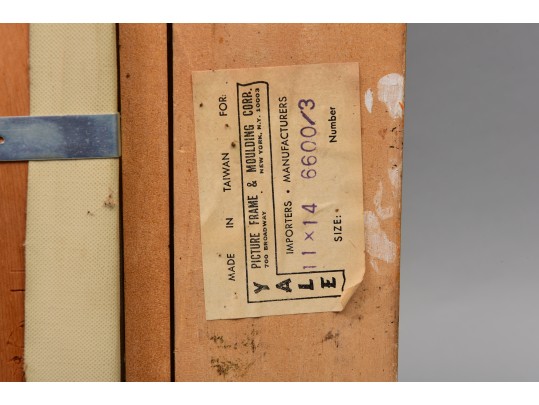 MADE IN TAIWAN FOR:
YALE
PICTURE FRAME & MOULDING CORP.
700 BROADWAY NEW YORK, N.Y. 10003
IMPORTERS • MANUFACTURERS
11 x 14 6600/3
SIZE: Number